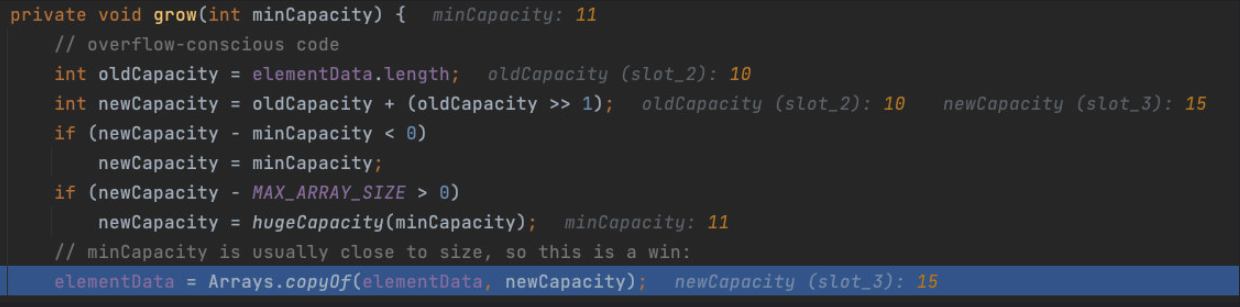 private void grow(int minCapacity) {  minCapacity: 11
// overflow-conscious code
int oldCapacity = elementData.length;  oldCapacity (slot_2): 10
int newCapacity = oldCapacity + (oldCapacity >> 1);  oldCapacity (slot_2): 10  newCapacity (slot_3): 15
if (newCapacity - minCapacity < 0)
newCapacity = minCapacity;
if (newCapacity - MAX_ARRAY_SIZE > 0)
newCapacity = hugeCapacity(minCapacity);  minCapacity: 11
// minCapacity is usually close to size, so this is a win:
elementData = Arrays.copyOf(elementData, newCapacity);  newCapacity (slot_3): 15